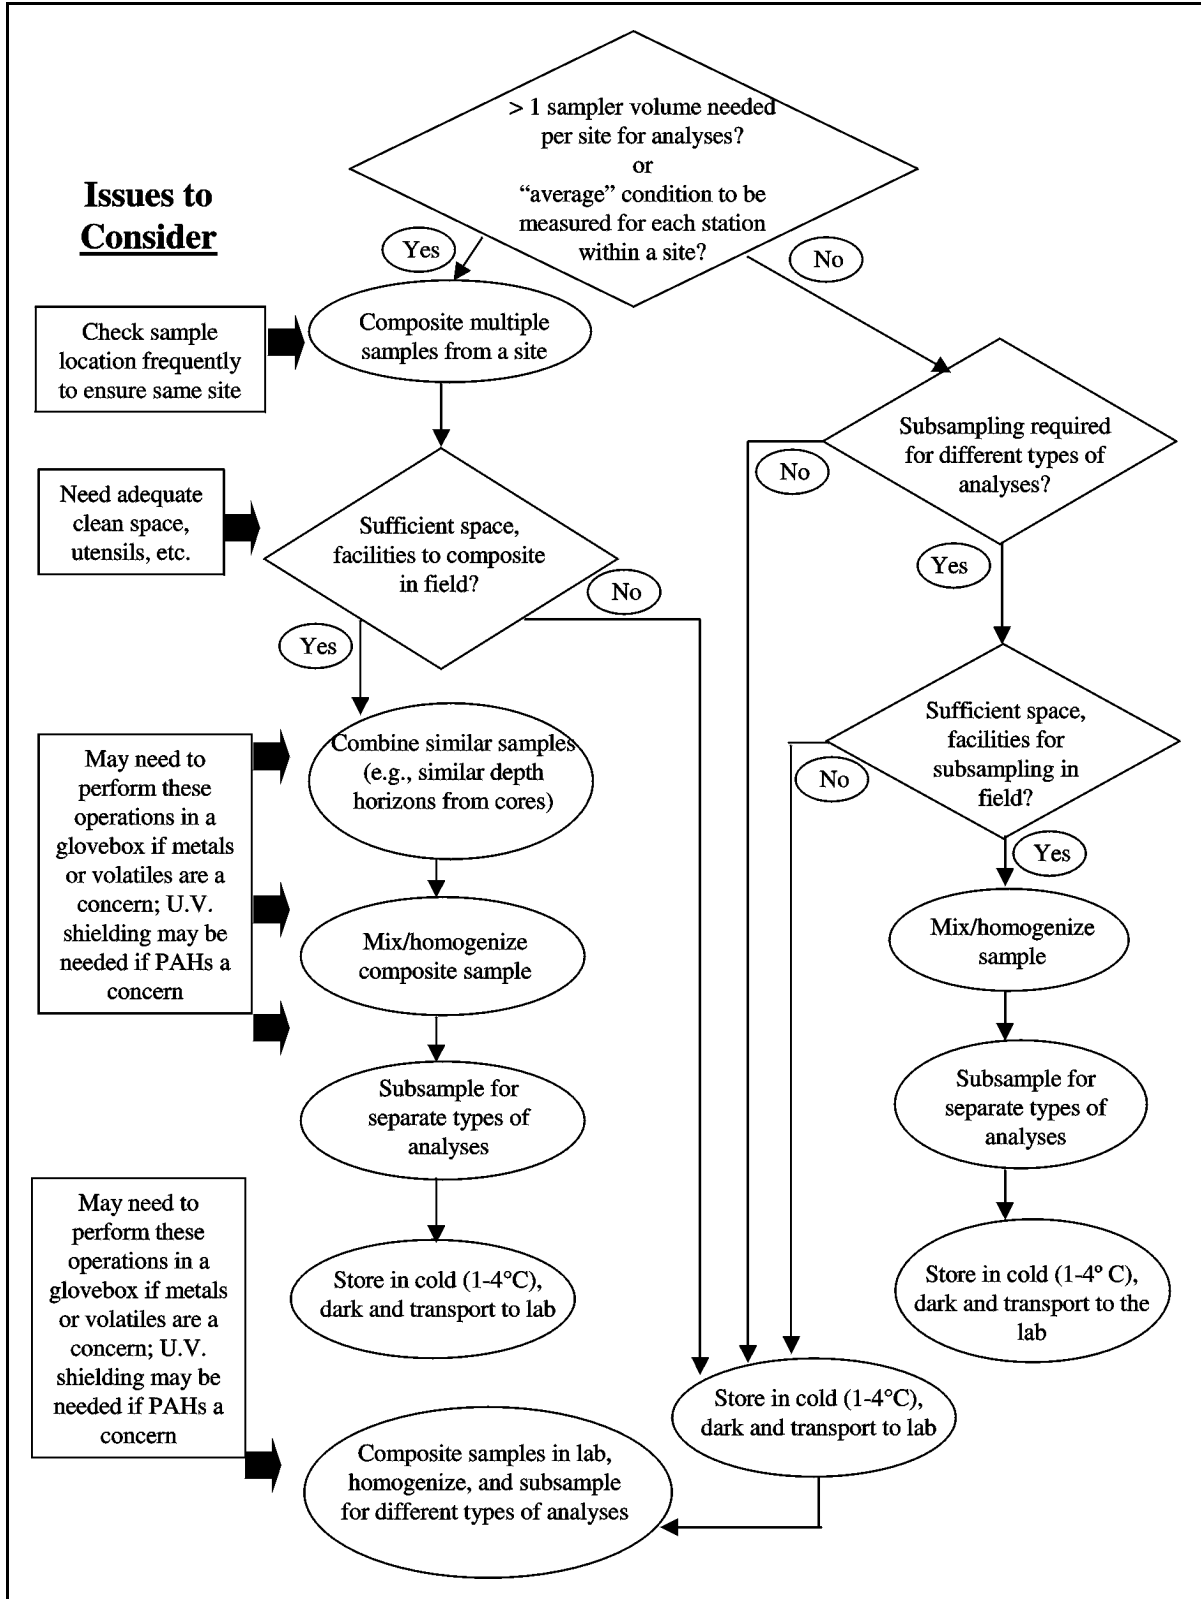 > 1 sampler volume needed
per site for analyses?
or
“average” condition to be
measured for each station
within a site?
Issues to
Consider
Yes
No
Check sample
location frequently
to ensure same site
Composite multiple
samples from a site
Subsampling required
for different types of
analyses?
No
Yes
Need adequate
clean space,
utensils, etc.
Sufficient space,
facilities to composite
in field?
No
Yes
Sufficient space,
facilities for
subsampling in
field?
No
Yes
May need to
perform these
operations in a
glovebox if metals
or volatiles are a
concern; U.V.
shielding may be
needed if PAHs a
concern
Combine similar samples
(e.g., similar depth
horizons from cores)
Mix/homogenize
composite sample
Mix/homogenize
sample
Subsample for
separate types of
analyses
Subsample for
separate types of
analyses
May need to
perform these
operations in a
glovebox if metals
or volatiles are a
concern; U.V.
shielding may be
needed if PAHs a
concern
Store in cold (1-4°C),
dark and transport to lab
Store in cold (1-4º C),
dark and transport to the
lab
Store in cold (1-4°C),
dark and transport to lab
Composite samples in lab,
homogenize, and subsample
for different types of analyses